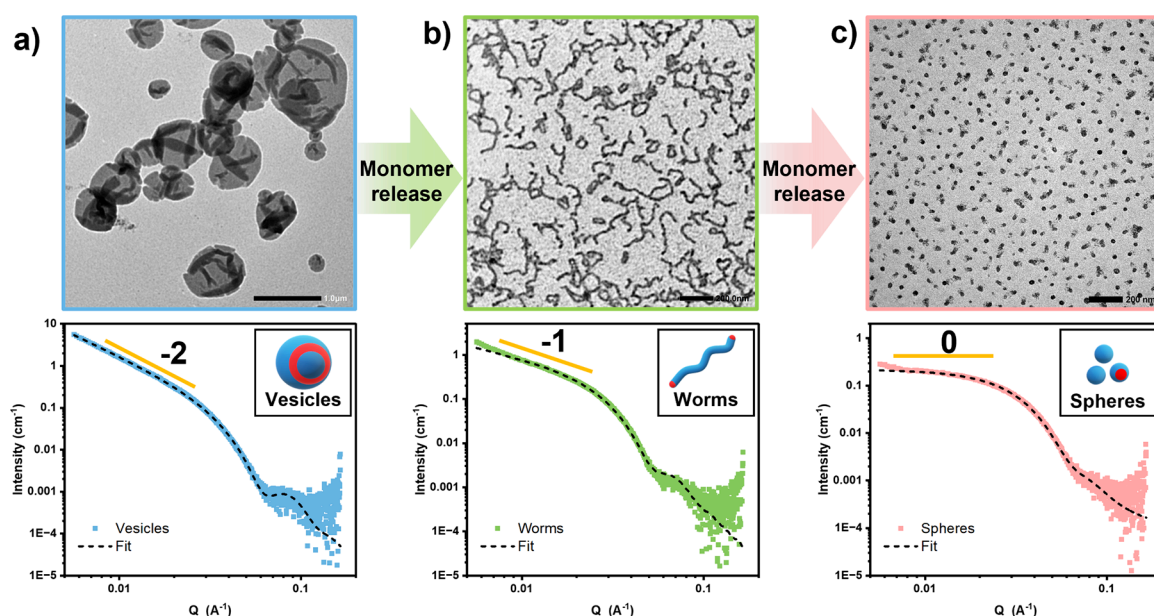 a)
1.0µm
Monomer
release
b)
200.0nm
Monomer
release
c)
200 nm
10
1
0.1
0.01
0.001
1E-4
1E-5
Intensity (cm⁻¹)
-2
Vesicles
Vesicles
Fit
0.01
0.1
Q (A⁻¹)
1
0.1
0.01
0.001
1E-4
1E-5
Intensity (cm⁻¹)
-1
Worms
Worms
Fit
0.01
0.1
Q (A⁻¹)
1
0.1
0.01
0.001
1E-4
1E-5
Intensity (cm⁻¹)
0
Spheres
Spheres
Fit
0.01
0.1
Q (A⁻¹)